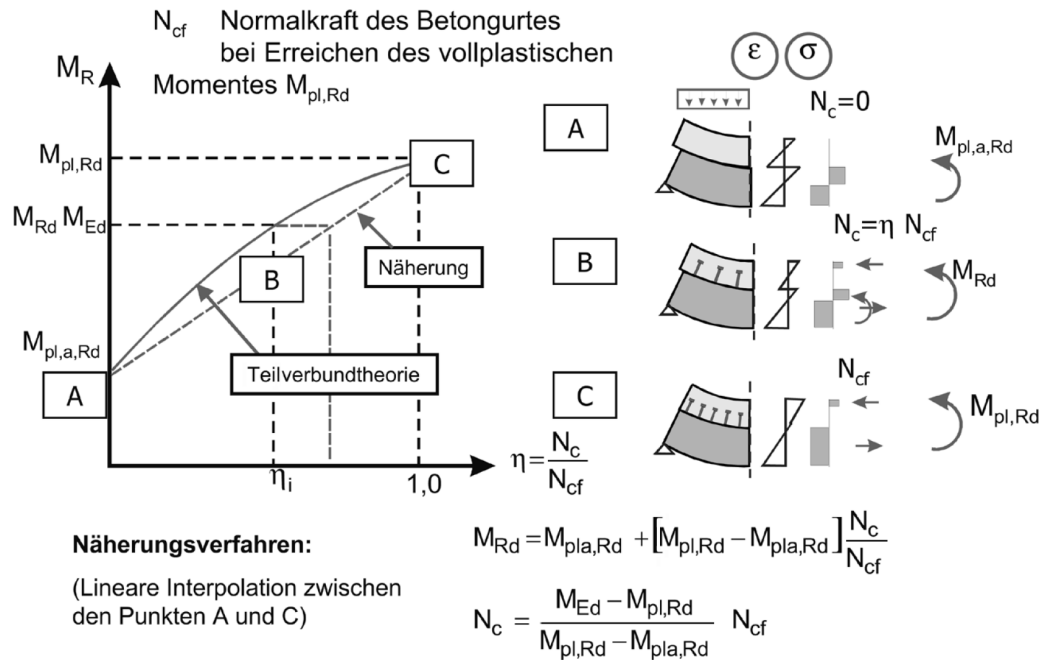 N_cf Normalkraft des Betongurtes
bei Erreichen des vollplastischen
Momentes M_pl,Rd
M_R
M_pl,Rd
M_Rd M_Ed
M_pl,a,Rd
A
B
C
Näherung
Teilverbundtheorie
η_i
1,0
η=N_c/N_cf
ε σ
A
N_c=0
M_pl,a,Rd
B
N_c=η N_cf
M_Rd
C
N_cf
M_pl,Rd
Näherungsverfahren:
(Lineare Interpolation zwischen
den Punkten A und C)
M_Rd=M_pla,Rd+[M_pl,Rd–M_pla,Rd]N_c/N_cf
N_c = (M_Ed–M_pl,Rd)/(M_pl,Rd–M_pla,Rd) N_cf